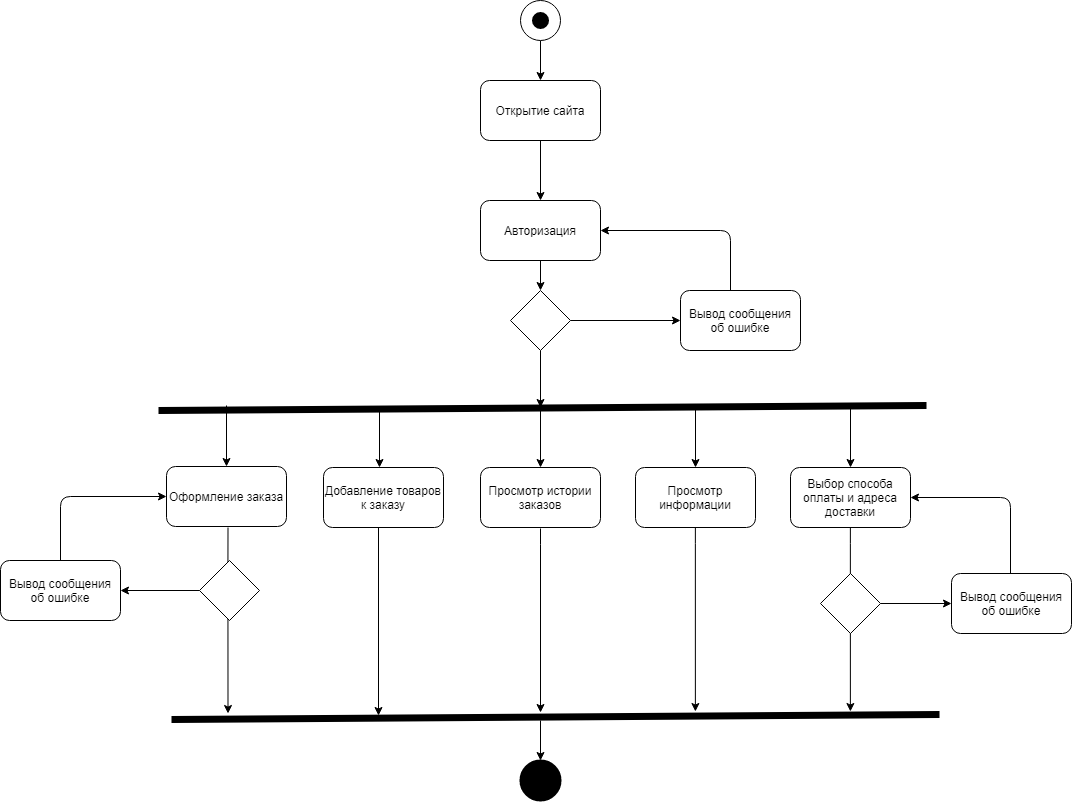 Открытие сайта
Авторизация
Вывод сообщения
об ошибке
Оформление заказа
Добавление товаров
к заказу
Просмотр истории
заказов
Просмотр
информации
Выбор способа
оплаты и адреса
доставки
Вывод сообщения
об ошибке
Вывод сообщения
об ошибке